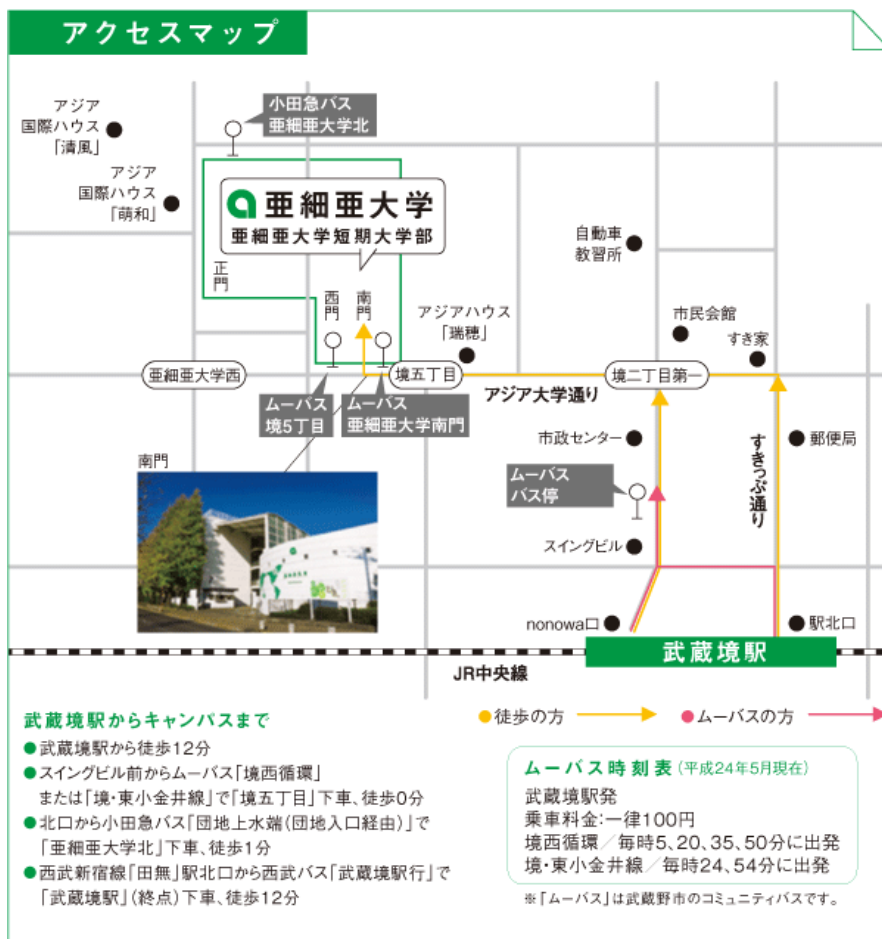 アクセスマップ
小田急バス
亜細亜大学北
アジア
国際ハウス
「清風」
アジア
国際ハウス
「萌和」
亜細亜大学
亜細亜大学短期大学部
正門
西門
南門
自動車
教習所
アジアハウス
「瑞穂」
市民会館
すき家
亜細亜大学西
境五丁目
境二丁目第一
アジア大学通り
ムーバス
境5丁目
ムーバス
亜細亜大学南門
市政センター
郵便局
すきっぷ通り
南門
ムーバス
バス停
スイングビル
nonowa口
駅北口
武蔵境駅
JR中央線
武蔵境駅からキャンパスまで
●武蔵境駅から徒歩12分
●スイングビル前からムーバス「境西循環」
または「境・東小金井線」で「境五丁目」下車、徒歩0分
●北口から小田急バス「団地上水端(団地入口経由)」で
「亜細亜大学北」下車、徒歩1分
●西武新宿線「田無」駅北口から西武バス「武蔵境駅行」で
「武蔵境駅」(終点)下車、徒歩12分
●徒歩の方
●ムーバスの方
ムーバス時刻表(平成24年5月現在)
武蔵境駅発
乗車料金:一律100円
境西循環/毎時5、20、35、50分に出発
境・東小金井線/毎時24、54分に出発
※「ムーバス」は武蔵野市のコミュニティバスです。